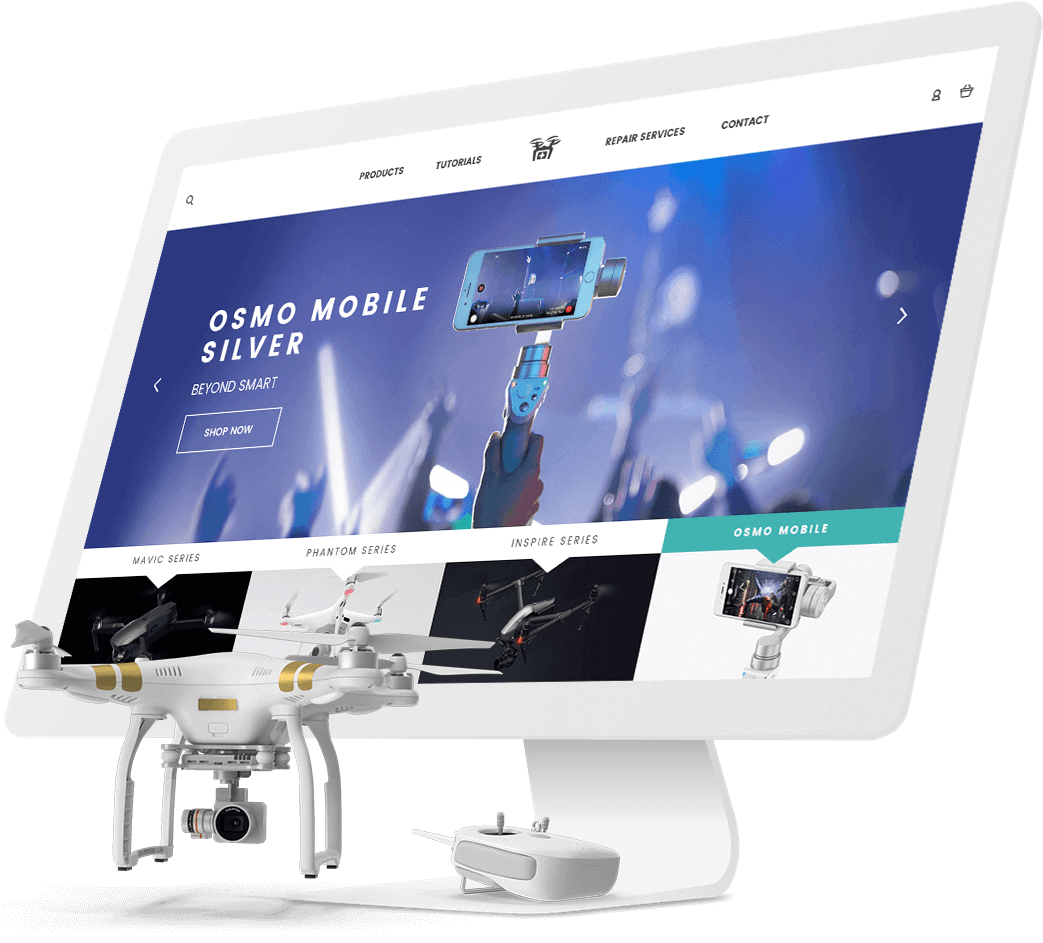 PRODUCTS
TUTORIALS
REPAIR SERVICES
CONTACT
OSMO MOBILE
SILVER
BEYOND SMART
SHOP NOW
MAVIC SERIES
PHANTOM SERIES
INSPIRE SERIES
OSMO MOBILE